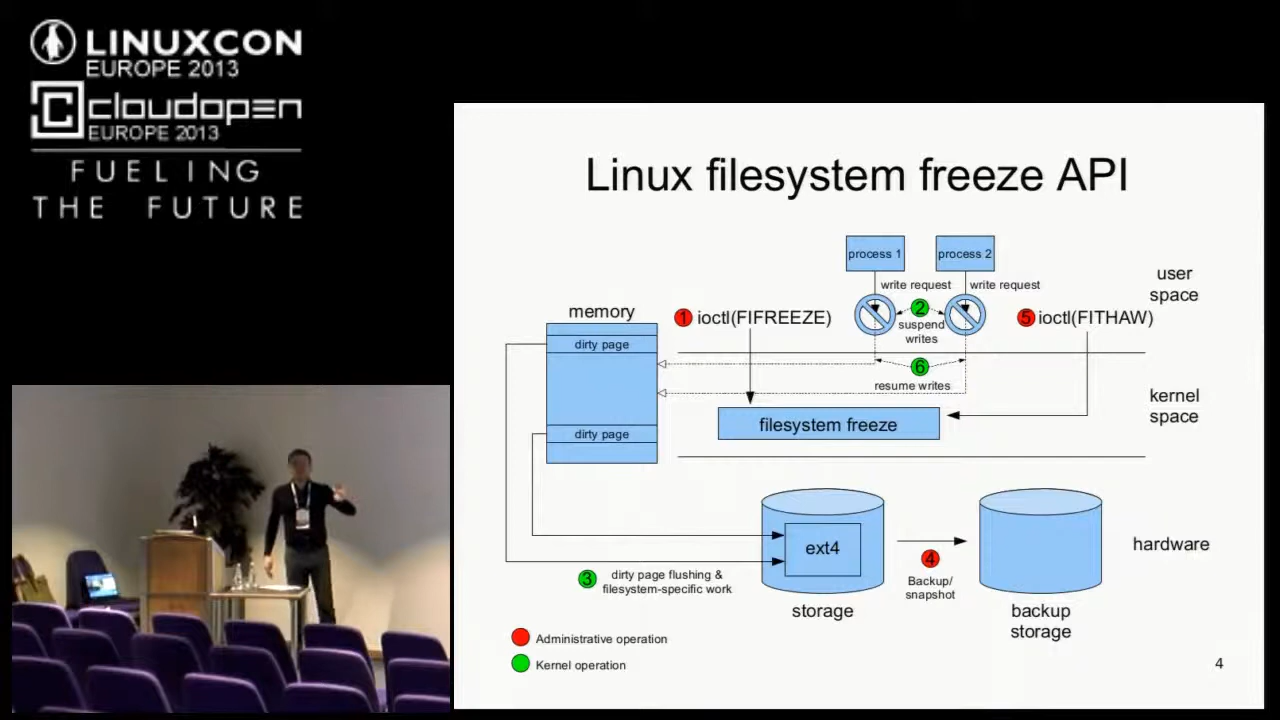 LINUXCON
EUROPE 2013
cloudopen
EUROPE 2013
FUELING
THE FUTURE
Linux filesystem freeze API
process 1
process 2
user
space
write request
write request
memory
1 ioctl(FIFREEZE)
2
suspend
writes
5 ioctl(FITHAW)
dirty page
6
resume writes
kernel
space
filesystem freeze
dirty page
ext4
hardware
4
Backup/
snapshot
3 dirty page flushing &
filesystem-specific work
storage
backup
storage
Administrative operation
Kernel operation
4